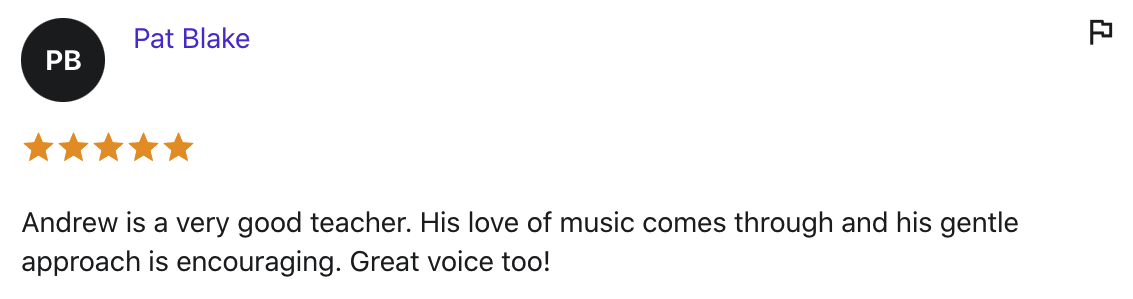 PB
Pat Blake
Andrew is a very good teacher. His love of music comes through and his gentle
approach is encouraging. Great voice too!